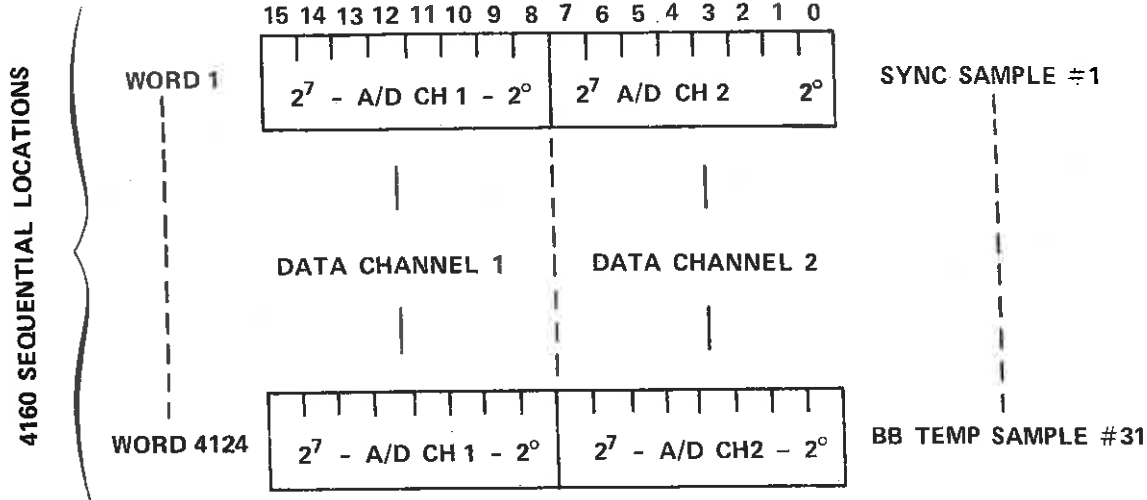 15 14 13 12 11 10 9 8 7 6 5 4 3 2 1 0
4160 SEQUENTIAL LOCATIONS
WORD 1
2⁷ - A/D CH 1 - 2⁰
2⁷ A/D CH 2 2⁰
SYNC SAMPLE #1
DATA CHANNEL 1
DATA CHANNEL 2
WORD 4124
2⁷ - A/D CH 1 - 2⁰
2⁷ - A/D CH2 - 2⁰
BB TEMP SAMPLE #31